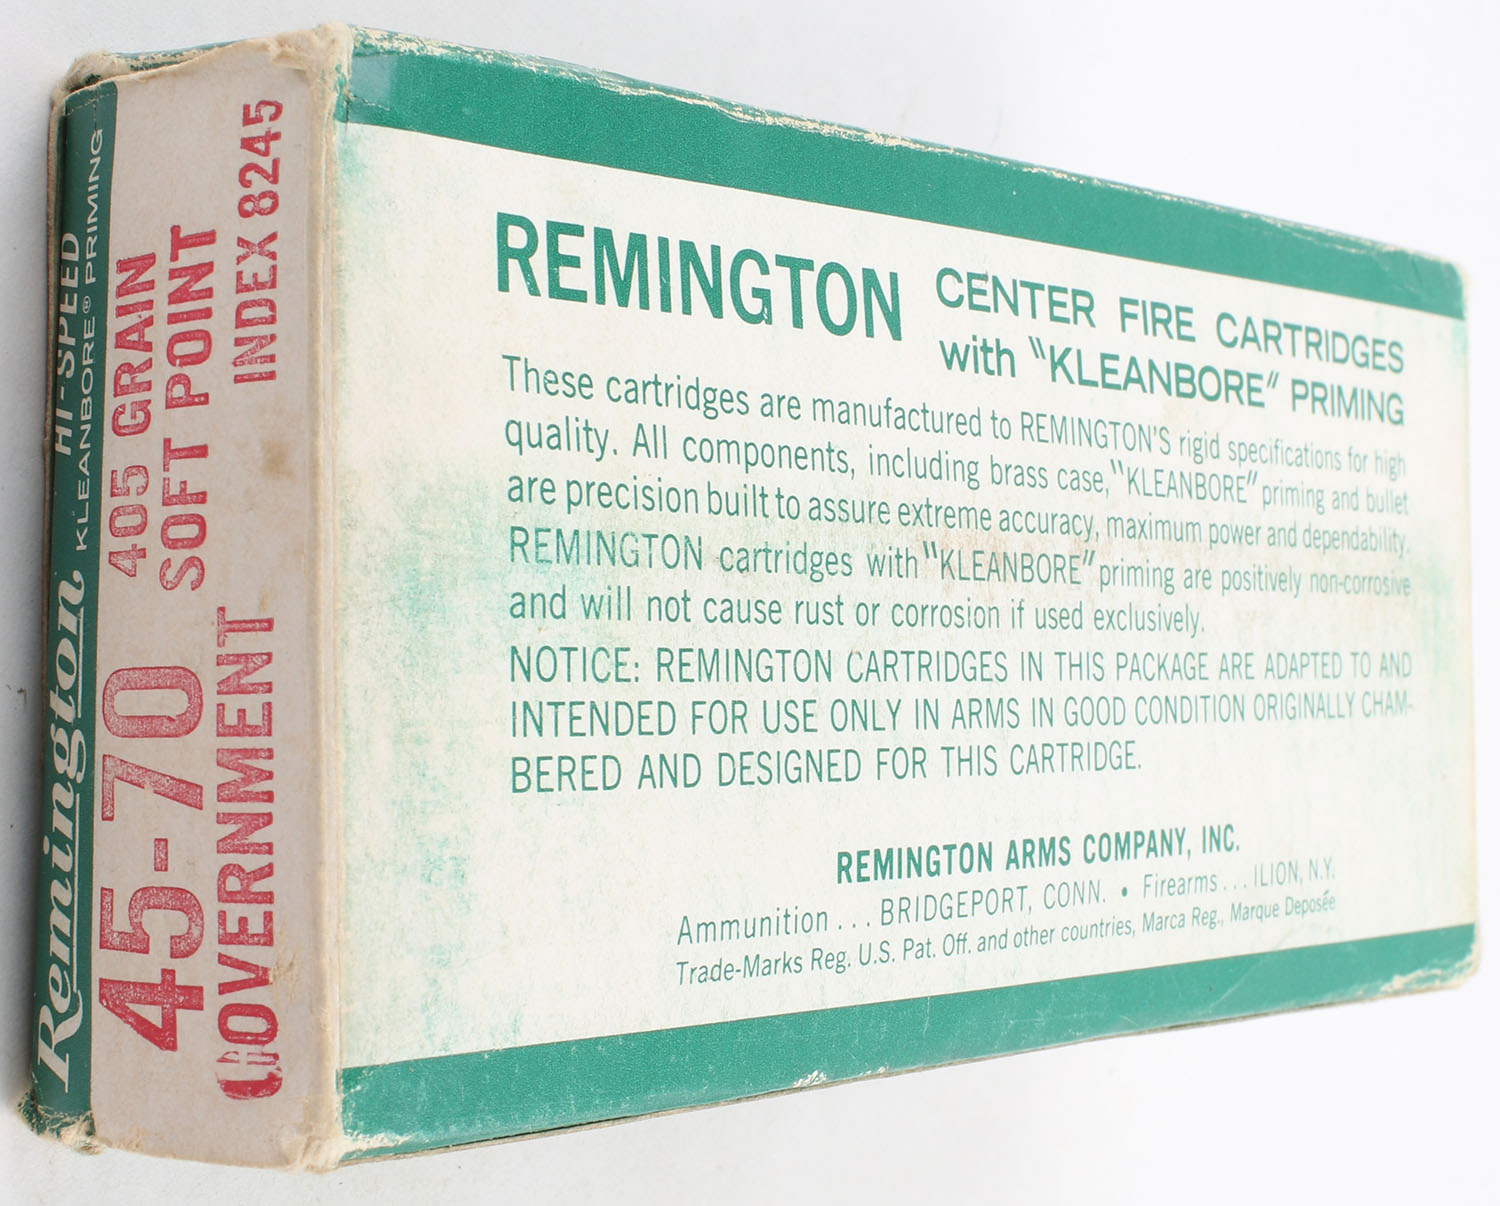 Remington
HI-SPEED
KLEANBORE® PRIMING
45-70
405 GRAIN
SOFT POINT
GOVERNMENT
INDEX 8245
REMINGTON
CENTER FIRE CARTRIDGES
with "KLEANBORE" PRIMING
These cartridges are manufactured to REMINGTON'S rigid specifications for high
quality. All components, including brass case, "KLEANBORE" priming and bullet
are precision built to assure extreme accuracy, maximum power and dependability.
REMINGTON cartridges with "KLEANBORE" priming are positively non-corrosive
and will not cause rust or corrosion if used exclusively.
NOTICE: REMINGTON CARTRIDGES IN THIS PACKAGE ARE ADAPTED TO AND
INTENDED FOR USE ONLY IN ARMS IN GOOD CONDITION ORIGINALLY CHAM-
BERED AND DESIGNED FOR THIS CARTRIDGE.
REMINGTON ARMS COMPANY, INC.
Ammunition ... BRIDGEPORT, CONN. • Firearms ... ILION, N.Y.
Trade-Marks Reg. U.S. Pat. Off. and other countries, Marca Reg., Marque Deposée